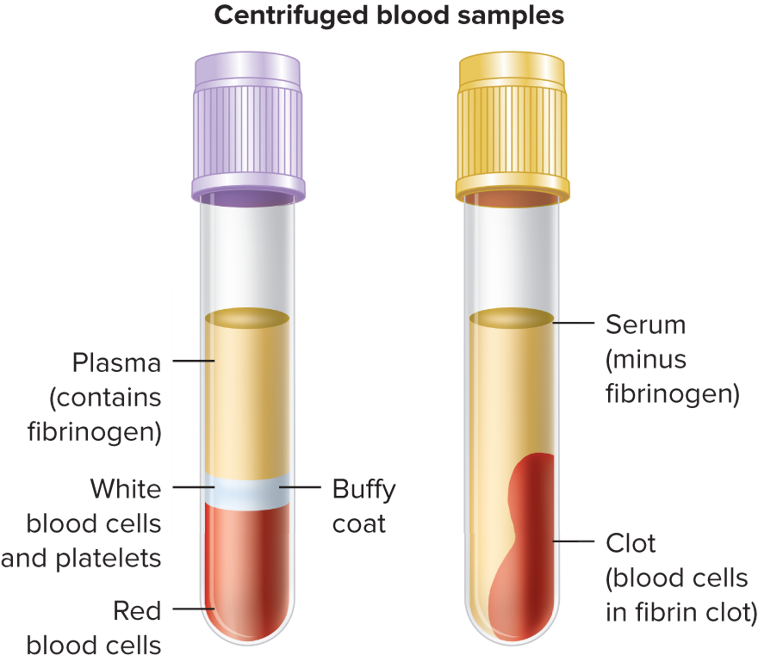 Centrifuged blood samples
Plasma
(contains
fibrinogen)
White
blood cells
and platelets
Red
blood cells
Buffy
coat
Serum
(minus
fibrinogen)
Clot
(blood cells
in fibrin clot)